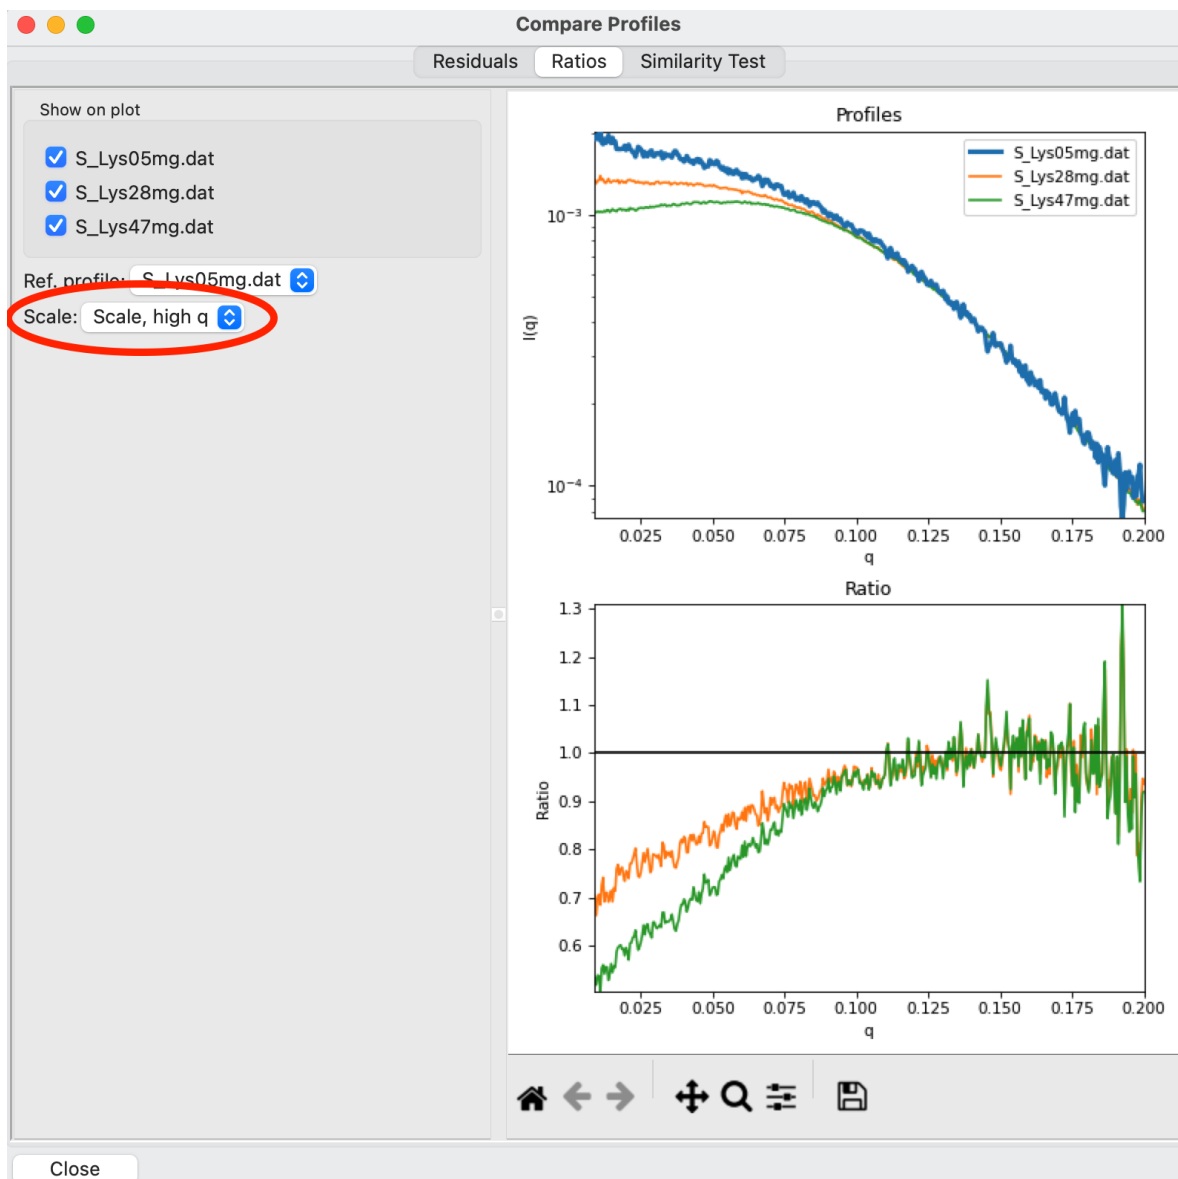 Compare Profiles
Residuals Ratios Similarity Test
Show on plot
S_Lys05mg.dat
S_Lys28mg.dat
S_Lys47mg.dat
Ref. profile: S_Lys05mg.dat
Scale: Scale, high q
Profiles
S_Lys05mg.dat
S_Lys28mg.dat
S_Lys47mg.dat
10⁻³
I(q)
10⁻⁴
0.025 0.050 0.075 0.100 0.125 0.150 0.175 0.200
q
Ratio
1.3
1.2
1.1
1.0
0.9
Ratio
0.8
0.7
0.6
0.025 0.050 0.075 0.100 0.125 0.150 0.175 0.200
q
Close